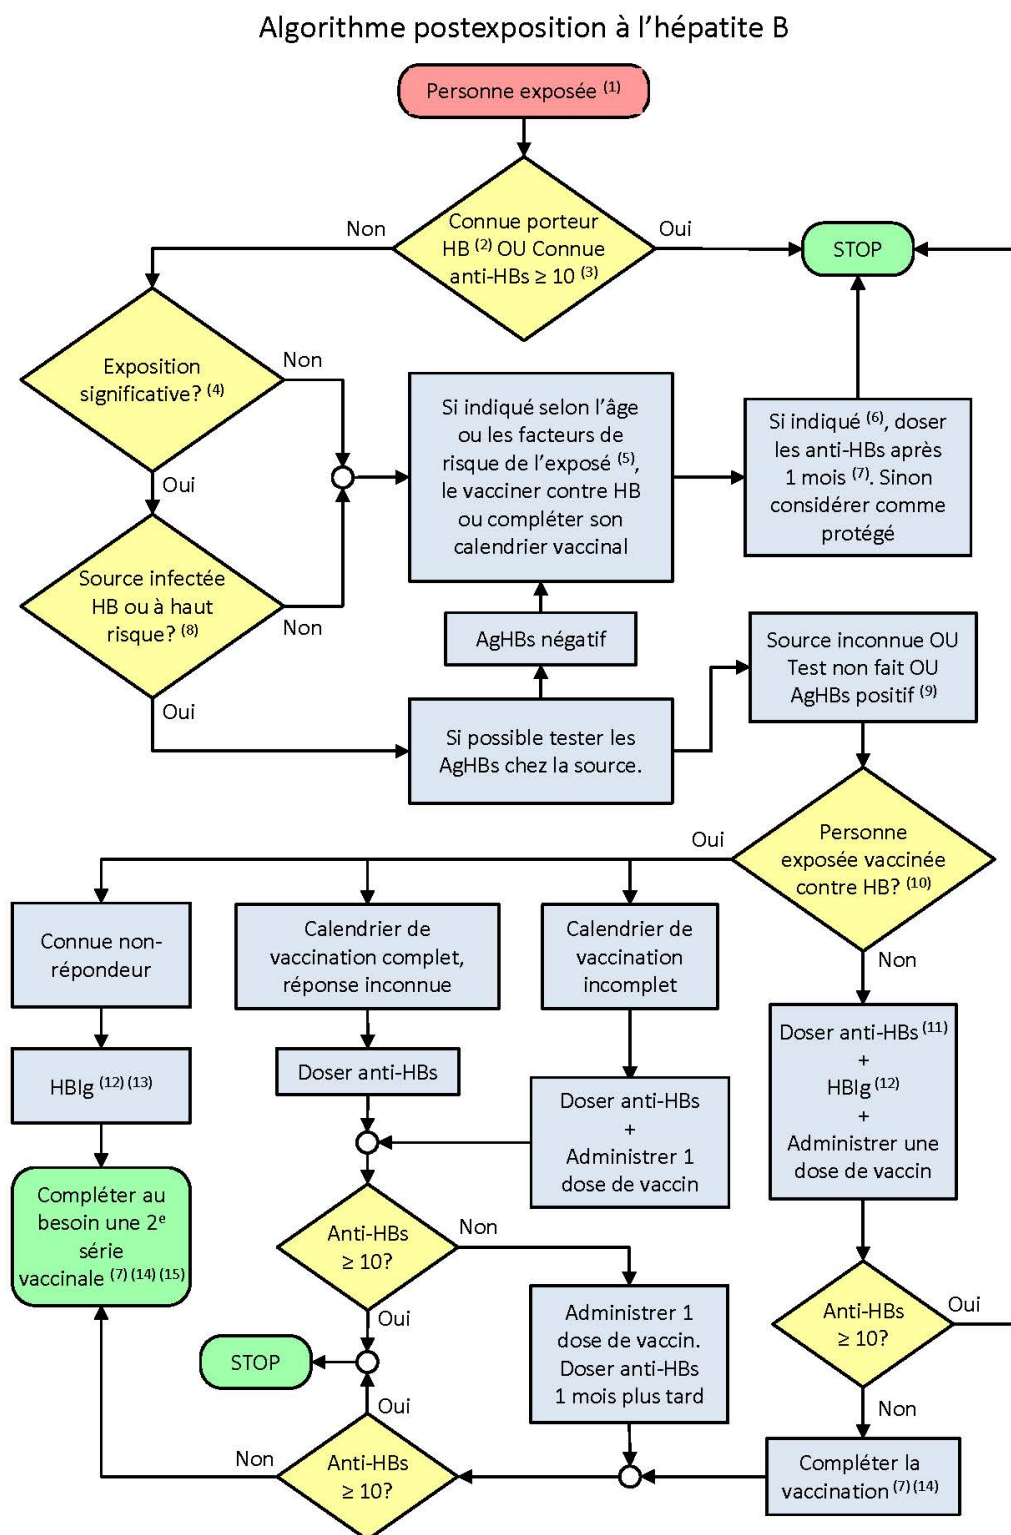 Algorithme postexposition à l’hépatite B
Personne exposée (1)
Connue porteur
HB (2) OU Connue
anti-HBs ≥ 10 (3)
Non
Oui
STOP
Exposition
significative? (4)
Non
Oui
Si indiqué selon l’âge
ou les facteurs de
risque de l’exposé (5),
le vacciner contre HB
ou compléter son
calendrier vaccinal
Si indiqué (6), doser
les anti-HBs après
1 mois (7). Sinon
considérer comme
protégé
Source infectée
HB ou à haut
risque? (8)
Non
Oui
AgHBs négatif
Source inconnue OU
Test non fait OU
AgHBs positif (9)
Si possible tester les
AgHBs chez la source.
Personne
exposée vaccinée
contre HB? (10)
Oui
Non
Connue non-
répondeur
Calendrier de
vaccination complet,
réponse inconnue
Calendrier de
vaccination
incomplet
HBIg (12) (13)
Doser anti-HBs
Doser anti-HBs
+
Administrer 1
dose de vaccin
Doser anti-HBs (11)
+
HBIg (12)
+
Administrer une
dose de vaccin
Compléter au
besoin une 2e
série
vaccinale (7) (14) (15)
Anti-HBs
≥ 10?
Non
Oui
Administrer 1
dose de vaccin.
Doser anti-HBs
1 mois plus tard
Anti-HBs
≥ 10?
Oui
Non
STOP
Oui
Anti-HBs
≥ 10?
Non
Compléter la
vaccination (7) (14)